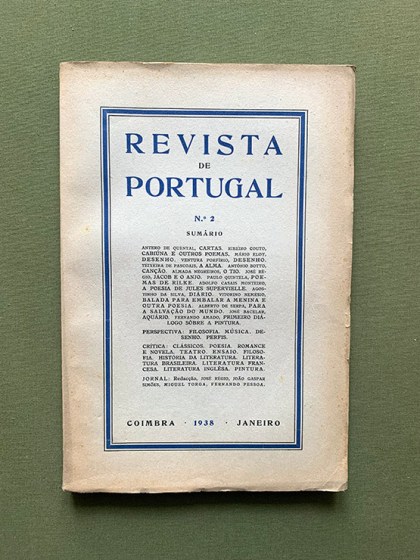 REVISTA
DE
PORTUGAL
N.º 2
SUMÁRIO
ANTERO DE QUENTAL, CARTAS. RIBEIRO COUTO,
CABIÚNA E OUTROS POEMAS. MÁRIO ELOY,
DESENHO. VENTURA PORFÍRIO, DESENHO.
TEIXEIRA DE PASCOAIS, A ALMA. ANTÓNIO BOTTO,
CANÇÃO. ALMADA NEGREIROS, O TIO. JOSÉ RÉ-
GIO, JACOB E O ANJO. PAULO QUINTELA, POE-
MAS DE RILKE. ADOLFO CASAIS MONTEIRO,
A POESIA DE JULES SUPERVIELLE. AGOS-
TINHO DA SILVA, DIÁRIO. VITORINO NEMÉSIO,
BALADA PARA EMBALAR A MENINA E
OUTRA POESIA. ALBERTO DE SERPA, PARA
A SALVAÇÃO DO MUNDO. JOSÉ BACELAR,
AQUÁRIO. FERNANDO AMADO, PRIMEIRO DIÁ-
LOGO SÔBRE A PINTURA.
PERSPECTIVA: FILOSOFIA. MÚSICA. DE-
SENHO. PERFIS.
CRÍTICA: CLÁSSICOS. POESIA. ROMANCE
E NOVELA. TEATRO. ENSAIO. FILOSO-
FIA. HISTÓRIA DA LITERATURA. LITERA-
TURA BRASILEIRA. LITERATURA FRAN-
CESA. LITERATURA INGLÊSA. PINTURA.
JORNAL: Redacção, JOSÉ RÉGIO, JOÃO GASPAR
SIMÕES, MIGUEL TORGA, FERNANDO PESSOA.
COIMBRA · 1938 · JANEIRO